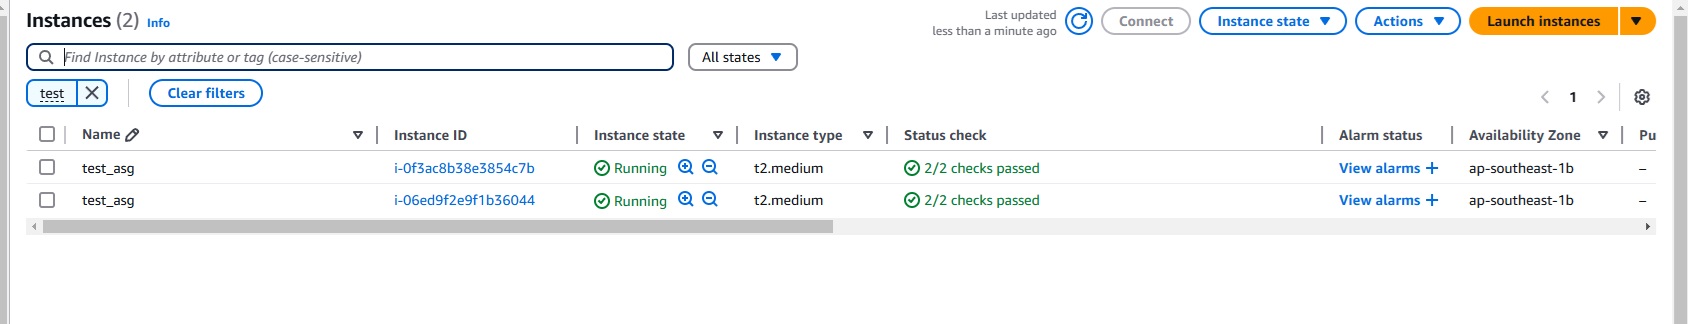 Instances (2) Info
Last updated
less than a minute ago
Connect
Instance state
Actions
Launch instances
Find Instance by attribute or tag (case-sensitive)
All states
test
Clear filters
1
Name Instance ID Instance state Instance type Status check Alarm status Availability Zone Pu
test_asg i-0f3ac8b38e3854c7b Running t2.medium 2/2 checks passed View alarms + ap-southeast-1b –
test_asg i-06ed9f2e9f1b36044 Running t2.medium 2/2 checks passed View alarms + ap-southeast-1b –